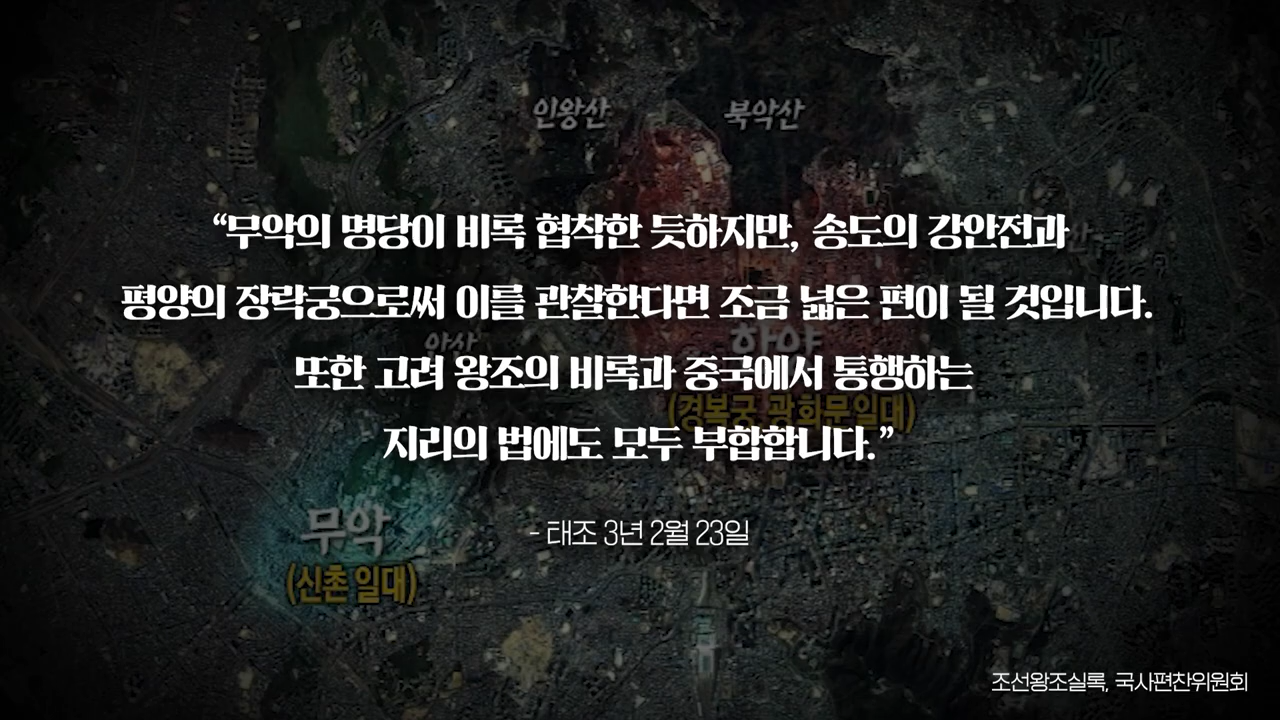 인왕산
북악산
“무악의 명당이 비록 협착한 듯하지만, 송도의 강안전과
평양의 장락궁으로써 이를 관찰한다면 조금 넓은 편이 될 것입니다.
안산
한양
또한 고려 왕조의 비록과 중국에서 통행하는
(경복궁, 광화문일대)
지리의 법에도 모두 부합합니다.”
무악
- 태조 3년 2월 23일
(신촌 일대)
조선왕조실록, 국사편찬위원회